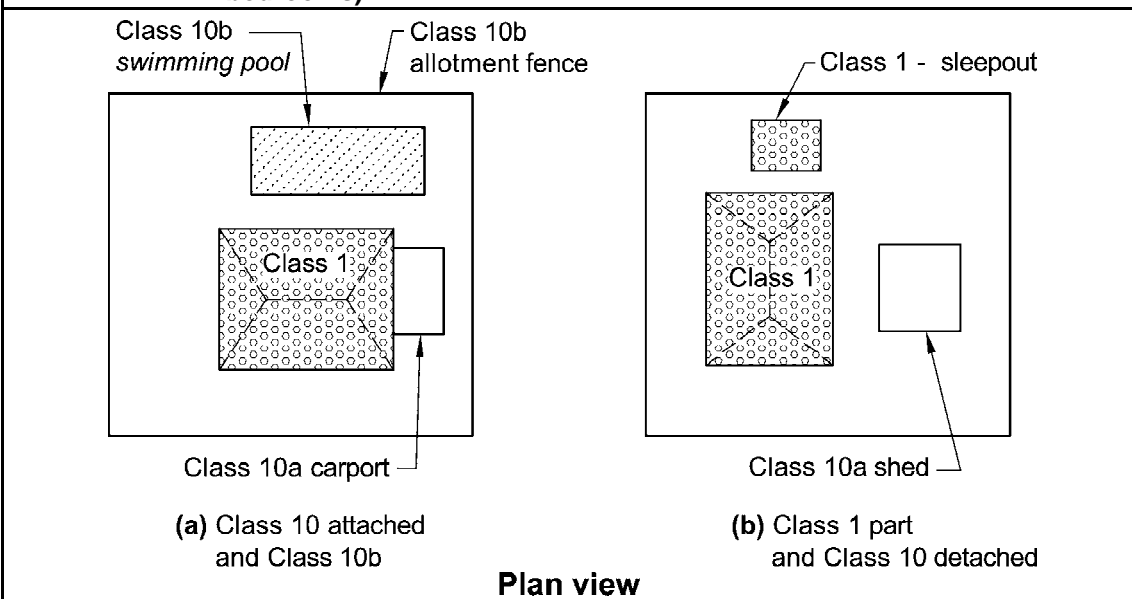 Class 10b
swimming pool
Class 10b
allotment fence
Class 1 - sleepout
Class 1
Class 1
Class 10a carport
Class 10a shed
(a) Class 10 attached
and Class 10b
(b) Class 1 part
and Class 10 detached
Plan view